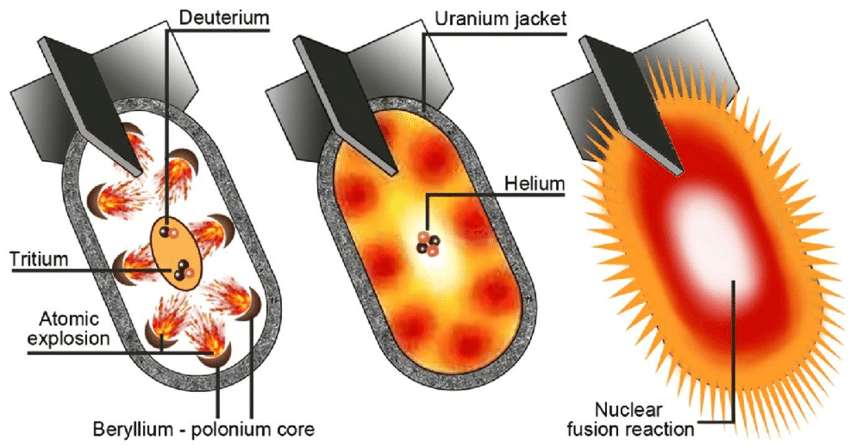 Deuterium
Tritium
Atomic
explosion
Beryllium - polonium core
Uranium jacket
Helium
Nuclear
fusion reaction